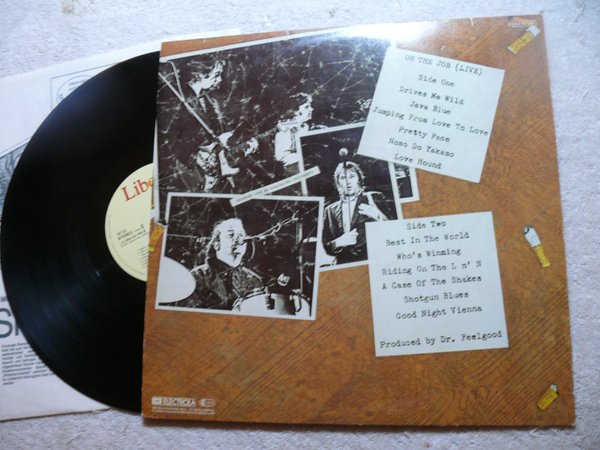 ON THE JOB (LIVE)
Side One
Drives Me Wild
Java Blue
Jumping From Love To Love
Pretty Face
Nomo Do Yakamo
Love Hound
Side Two
Best In The World
Who's Winning
Riding On The L n' N
A Case Of The Shakes
Shotgun Blues
Good Night Vienna
Produced by Dr. Feelgood
Libe
ELECTROLA